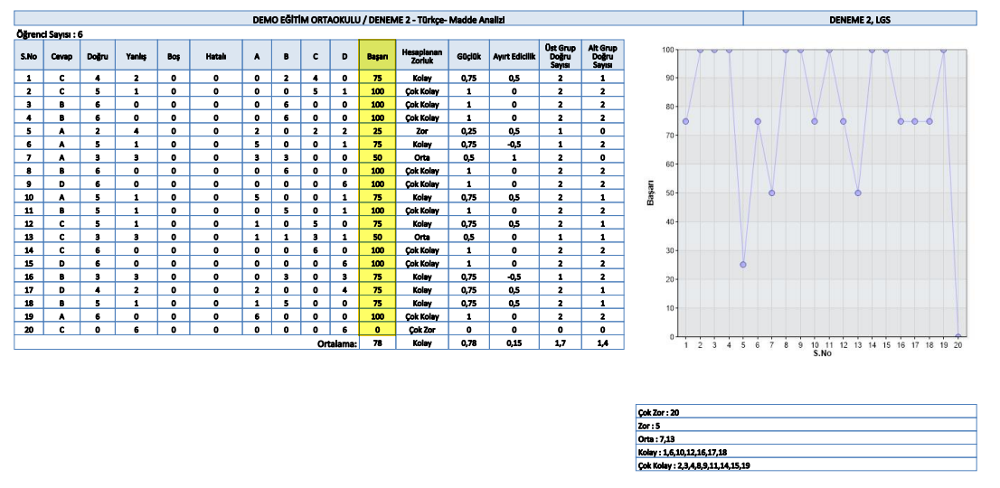 DEMO EĞİTİM ORTAOKULU / DENEME 2 - Türkçe- Madde Analizi DENEME 2, LGS
Öğrenci Sayısı : 6
S.No Cevap Doğru Yanlış Boş Hatalı A B C D Başarı Hesaplanan Zorluk Güçlük Ayırt Edicilik Üst Grup Doğru Sayısı Alt Grup Doğru Sayısı
1 C 4 2 0 0 0 2 4 0 75 Kolay 0,75 0,5 2 1
2 C 5 1 0 0 0 0 5 1 100 Çok Kolay 1 0 2 2
3 B 6 0 0 0 0 6 0 0 100 Çok Kolay 1 0 2 2
4 B 6 0 0 0 0 6 0 0 100 Çok Kolay 1 0 2 2
5 A 2 4 0 0 2 0 2 2 25 Zor 0,25 0,5 1 0
6 A 5 1 0 0 5 0 0 1 75 Kolay 0,75 -0,5 1 2
7 A 3 3 0 0 3 3 0 0 50 Orta 0,5 1 2 0
8 B 6 0 0 0 0 6 0 0 100 Çok Kolay 1 0 2 2
9 D 6 0 0 0 0 0 0 6 100 Çok Kolay 1 0 2 2
10 A 5 1 0 0 5 0 0 1 75 Kolay 0,75 0,5 2 1
11 B 5 1 0 0 0 5 0 1 100 Çok Kolay 1 0 2 2
12 C 5 1 0 0 1 0 5 0 75 Kolay 0,75 0,5 2 1
13 C 3 3 0 0 1 1 3 1 50 Orta 0,5 0 1 1
14 C 6 0 0 0 0 0 6 0 100 Çok Kolay 1 0 2 2
15 D 6 0 0 0 0 0 0 6 100 Çok Kolay 1 0 2 2
16 B 3 3 0 0 0 3 0 3 75 Kolay 0,75 -0,5 1 2
17 D 4 2 0 0 2 0 0 4 75 Kolay 0,75 0,5 2 1
18 B 5 1 0 0 1 5 0 0 75 Kolay 0,75 0,5 2 1
19 A 6 0 0 0 6 0 0 0 100 Çok Kolay 1 0 2 2
20 C 0 6 0 0 0 0 0 6 0 Çok Zor 0 0 0 0
Ortalama: 78 Kolay 0,78 0,15 1,7 1,4
Başarı
100
90
80
70
60
50
40
30
20
10
0
1 2 3 4 5 6 7 8 9 10 11 12 13 14 15 16 17 18 19 20
S.No
Çok Zor : 20
Zor : 5
Orta : 7,13
Kolay : 1,6,10,12,16,17,18
Çok Kolay : 2,3,4,8,9,11,14,15,19